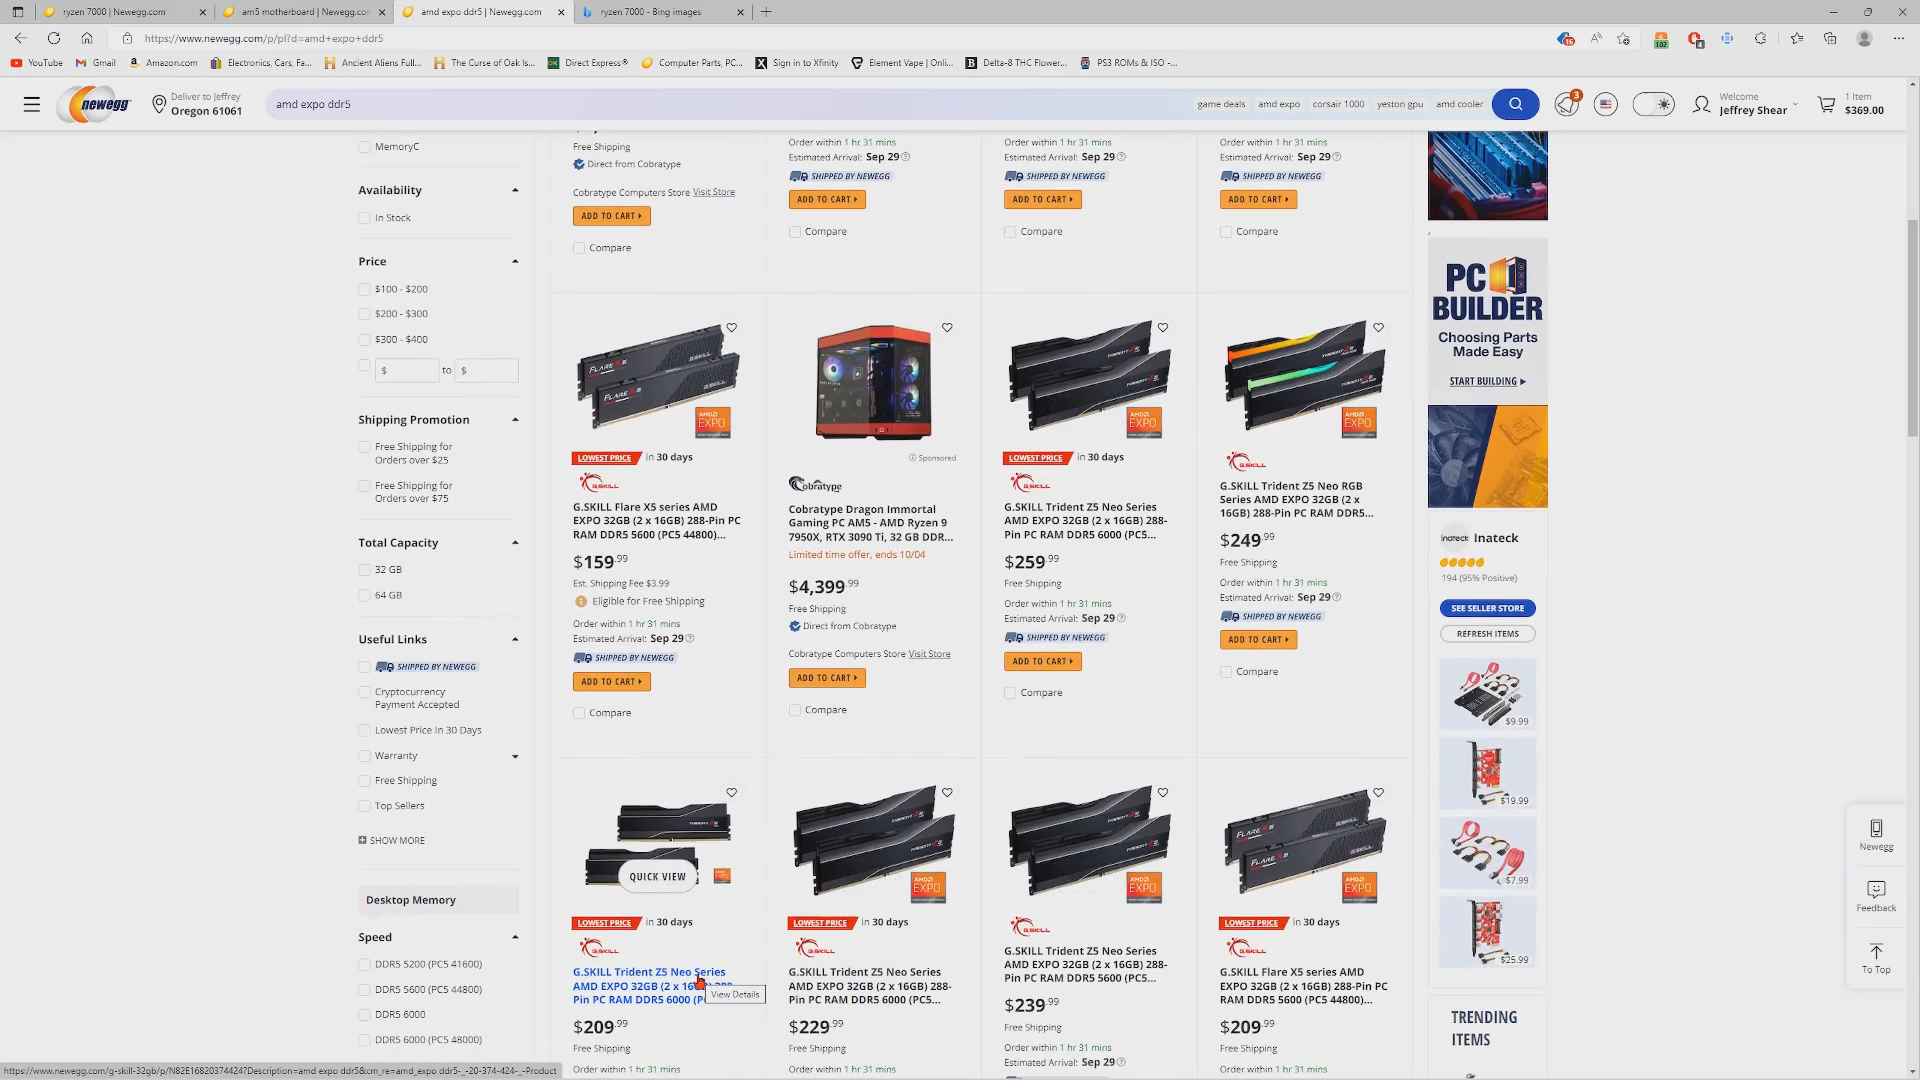 ryzen 7000 | Newegg.com
am5 motherboard | Newegg.com
amd expo ddr5 | Newegg.com
ryzen 7000 - Bing images
https://www.newegg.com/p/pl?d=amd+expo+ddr5
16
102
4
YouTube
Gmail
Amazon.com
Electronics, Cars, Fa...
Ancient Aliens Full...
The Curse of Oak Is...
Direct Express®
Computer Parts, PC...
Sign in to Xfinity
Element Vape | Onli...
Delta-8 THC Flower...
PS3 ROMs & ISO -...
newegg
Deliver to Jeffrey
Oregon 61061
amd expo ddr5
game deals
amd expo
corsair 1000
yeston gpu
amd cooler
3
Welcome
Jeffrey Shear
1 Item
$369.00
MemoryC
Availability
In Stock
Price
$100 - $200
$200 - $300
$300 - $400
$ to $
Shipping Promotion
Free Shipping for
Orders over $25
Free Shipping for
Orders over $75
Total Capacity
32 GB
64 GB
Useful Links
SHIPPED BY NEWEGG
Cryptocurrency
Payment Accepted
Lowest Price In 30 Days
Warranty
Free Shipping
Top Sellers
SHOW MORE
Desktop Memory
Speed
DDR5 5200 (PC5 41600)
DDR5 5600 (PC5 44800)
DDR5 6000
DDR5 6000 (PC5 48000)
Free Shipping
Direct from Cobratype
Cobratype Computers Store Visit Store
ADD TO CART
Compare
Order within 1 hr 31 mins
Estimated Arrival: Sep 29
SHIPPED BY NEWEGG
ADD TO CART
Compare
Order within 1 hr 31 mins
Estimated Arrival: Sep 29
SHIPPED BY NEWEGG
ADD TO CART
Compare
Order within 1 hr 31 mins
Estimated Arrival: Sep 29
SHIPPED BY NEWEGG
ADD TO CART
Compare
FLARE X5
G.SKILL
FLARE X5
G.SKILL
AMD
EXPO
LOWEST PRICE in 30 days
G.SKILL
G.SKILL Flare X5 series AMD
EXPO 32GB (2 x 16GB) 288-Pin PC
RAM DDR5 5600 (PC5 44800)...
$159.99
Est. Shipping Fee $3.99
Eligible for Free Shipping
Order within 1 hr 31 mins
Estimated Arrival: Sep 29
SHIPPED BY NEWEGG
ADD TO CART
Compare
Sponsored
Cobratype
Cobratype Dragon Immortal
Gaming PC AM5 - AMD Ryzen 9
7950X, RTX 3090 Ti, 32 GB DDR...
Limited time offer, ends 10/04
$4,399.99
Free Shipping
Direct from Cobratype
Cobratype Computers Store Visit Store
ADD TO CART
Compare
AMD
EXPO
LOWEST PRICE in 30 days
G.SKILL
G.SKILL Trident Z5 Neo Series
AMD EXPO 32GB (2 x 16GB) 288-
Pin PC RAM DDR5 6000 (PC5...
$259.99
Free Shipping
Order within 1 hr 31 mins
Estimated Arrival: Sep 29
SHIPPED BY NEWEGG
ADD TO CART
Compare
AMD
EXPO
G.SKILL
G.SKILL Trident Z5 Neo RGB
Series AMD EXPO 32GB (2 x
16GB) 288-Pin PC RAM DDR5...
$249.99
Free Shipping
Order within 1 hr 31 mins
Estimated Arrival: Sep 29
SHIPPED BY NEWEGG
ADD TO CART
Compare
QUICK VIEW
LOWEST PRICE in 30 days
G.SKILL
G.SKILL Trident Z5 Neo Series
AMD EXPO 32GB (2 x 16GB) 288-
Pin PC RAM DDR5 6000 (P
View Details
$209.99
Free Shipping
Order within 1 hr 31 mins
AMD
EXPO
LOWEST PRICE in 30 days
G.SKILL
G.SKILL Trident Z5 Neo Series
AMD EXPO 32GB (2 x 16GB) 288-
Pin PC RAM DDR5 6000 (PC5...
$229.99
Free Shipping
Order within 1 hr 31 mins
AMD
EXPO
G.SKILL
G.SKILL Trident Z5 Neo Series
AMD EXPO 32GB (2 x 16GB) 288-
Pin PC RAM DDR5 5600 (PC5...
$239.99
Free Shipping
Order within 1 hr 31 mins
Estimated Arrival: Sep 29
FLARE X5
G.SKILL
FLARE X5
AMD
EXPO
LOWEST PRICE in 30 days
G.SKILL
G.SKILL Flare X5 series AMD
EXPO 32GB (2 x 16GB) 288-Pin PC
RAM DDR5 5600 (PC5 44800)...
$209.99
Free Shipping
Order within 1 hr 31 mins
PC
BUILDER
Choosing Parts
Made Easy
START BUILDING
Inateck Inateck
194 (95% Positive)
SEE SELLER STORE
REFRESH ITEMS
$9.99
$19.99
$7.99
$25.99
TRENDING
ITEMS
Newegg
Feedback
To Top
https://www.newegg.com/g-skill-32gb/p/N82E16820374424?Description=amd expo ddr5&cm_re=amd_expo ddr5-_-20-374-424-_-Product